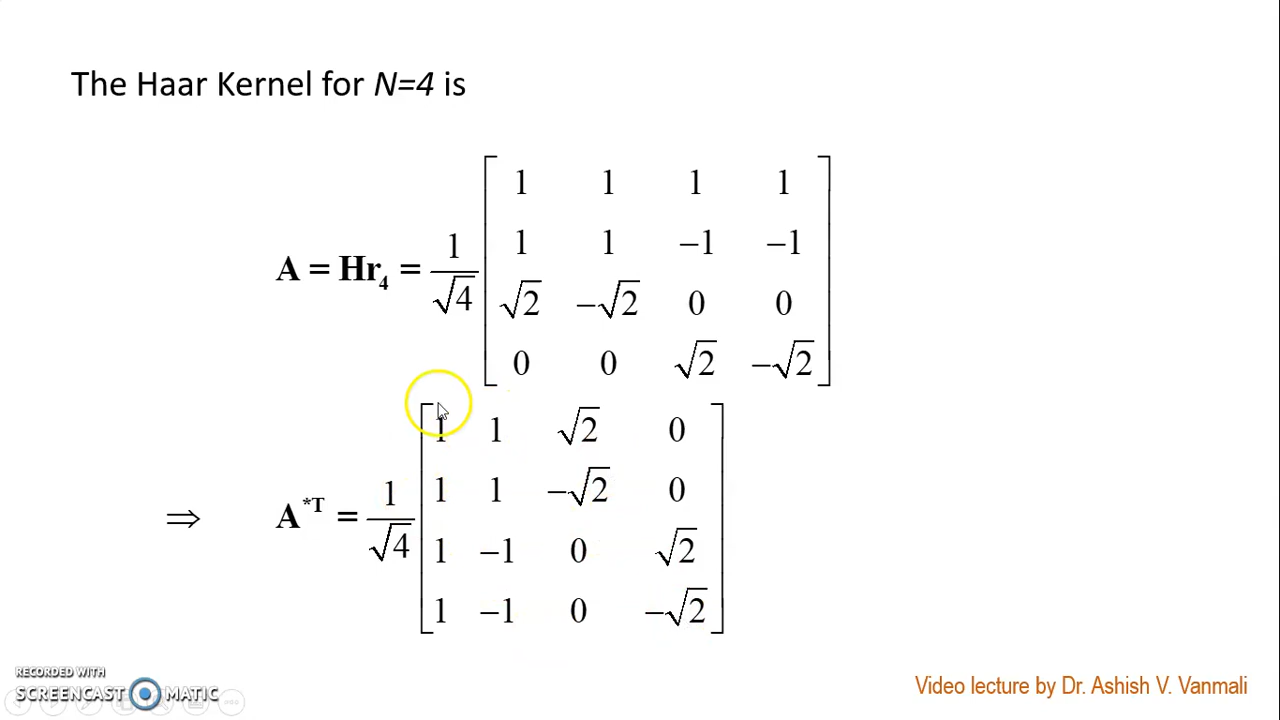 The Haar Kernel for N=4 is
A = Hr₄ = 1/√4 [
1 1 1 1
1 1 −1 −1
√2 −√2 0 0
0 0 √2 −√2
]
⇒ A*ᵀ = 1/√4 [
1 1 √2 0
1 1 −√2 0
1 −1 0 √2
1 −1 0 −√2
]
RECORDED WITH
SCREENCAST MATIC
Video lecture by Dr. Ashish V. Vanmali